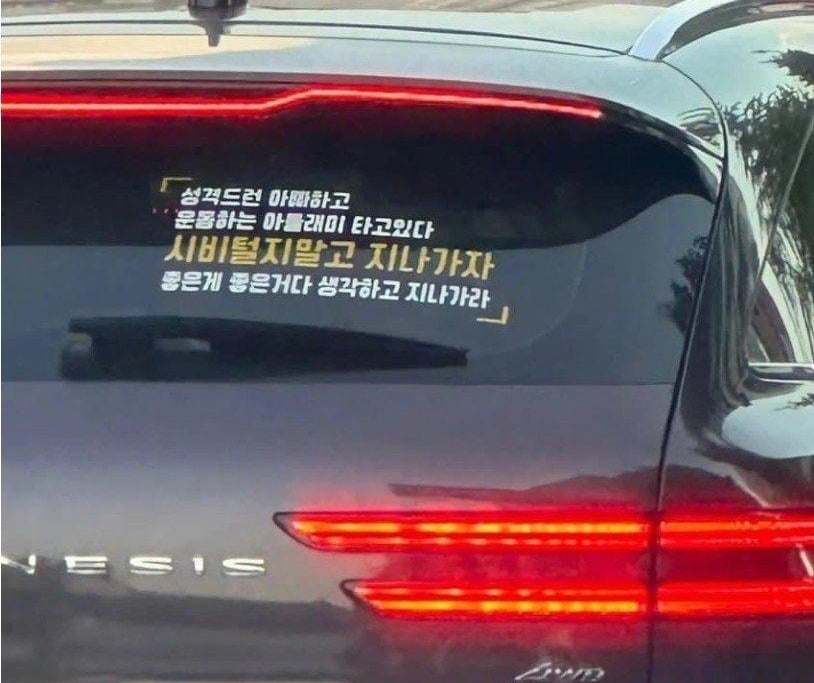 성격드런 아빠하고
운동하는 아들래미 타고있다
시비털지말고 지나가자
좋은게 좋은거다 생각하고 지나가라
NESIS
AWD